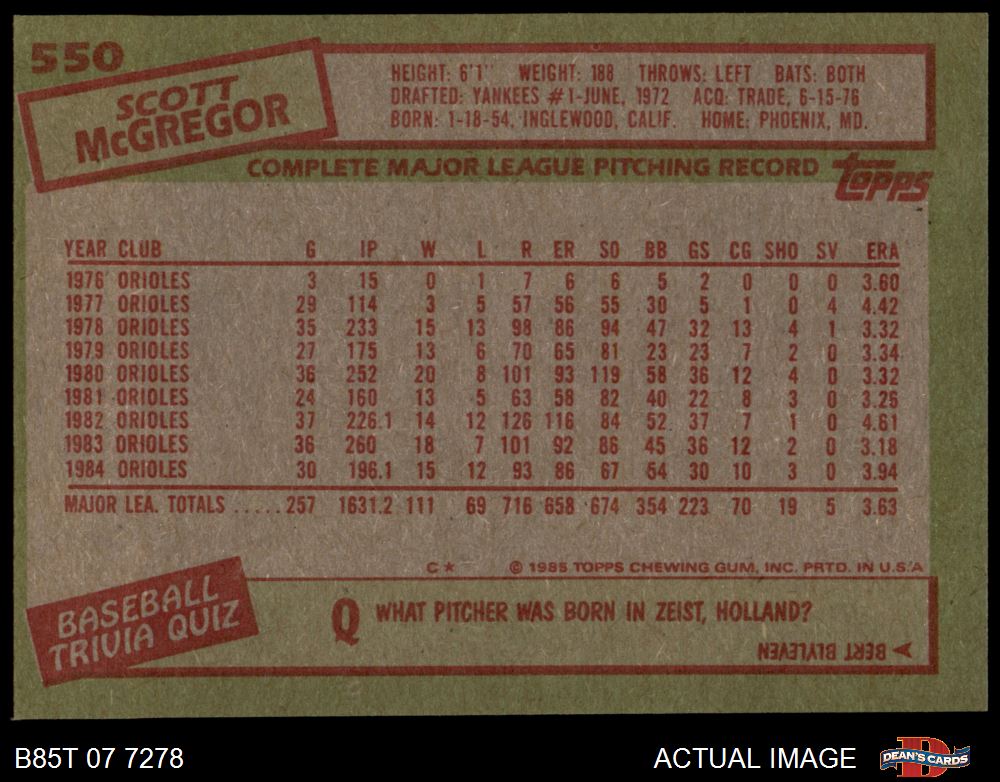 550
SCOTT
McGREGOR
HEIGHT: 6'1" WEIGHT: 188 THROWS: LEFT BATS: BOTH
DRAFTED: YANKEES #1-JUNE, 1972 ACQ: TRADE, 6-15-76
BORN: 1-18-54, INGLEWOOD, CALIF. HOME: PHOENIX, MD.
COMPLETE MAJOR LEAGUE PITCHING RECORD
topps
YEAR CLUB G IP W L R ER SO BB GS CG SHO SV ERA
1976 ORIOLES 3 15 0 1 7 6 6 5 2 0 0 0 3.60
1977 ORIOLES 29 114 3 5 57 56 55 30 5 1 0 4 4.42
1978 ORIOLES 35 233 15 13 98 86 94 47 32 13 4 1 3.32
1979 ORIOLES 27 175 13 6 70 65 81 23 23 7 2 0 3.34
1980 ORIOLES 36 252 20 8 101 93 119 58 36 12 4 0 3.32
1981 ORIOLES 24 160 13 5 63 58 82 40 22 8 3 0 3.26
1982 ORIOLES 37 226.1 14 12 126 116 84 52 37 7 1 0 4.61
1983 ORIOLES 36 260 18 7 101 92 86 45 36 12 2 0 3.18
1984 ORIOLES 30 196.1 15 12 93 86 67 54 30 10 3 0 3.94
MAJOR LEA. TOTALS ..... 257 1631.2 111 69 716 658 674 354 223 70 19 5 3.63
C* © 1985 TOPPS CHEWING GUM, INC. PRTD. IN U.S.A
BASEBALL
TRIVIA QUIZ
Q WHAT PITCHER WAS BORN IN ZEIST, HOLLAND?
BERT BLYLEVEN
B85T 07 7278
ACTUAL IMAGE
DEAN'S CARDS